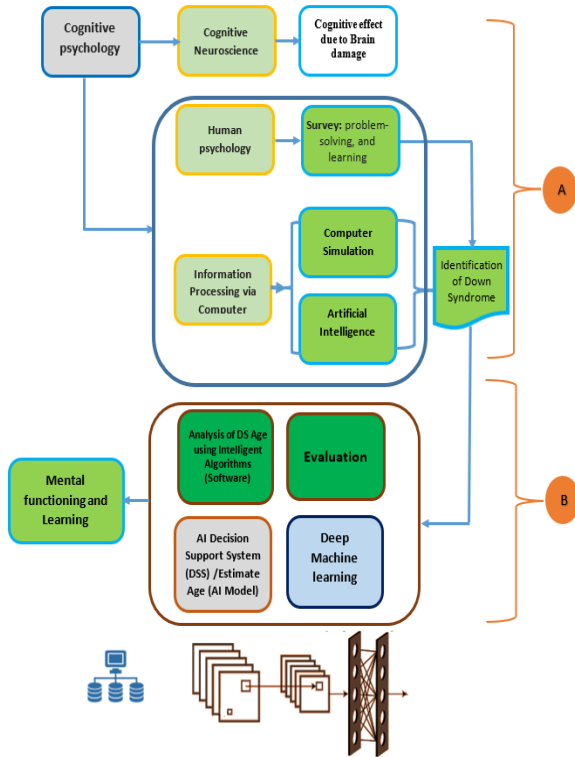 Cognitive
psychology
Cognitive
Neuroscience
Cognitive effect
due to Brain
damage
Human
psychology
Survey: problem-
solving, and
learning
A
Computer
Simulation
Information
Processing via
Computer
Identification
of Down
Syndrome
Artificial
Intelligence
Analysis of DS Age
using Intelligent
Algorithms
(Software)
Evaluation
Mental
functioning and
Learning
B
AI Decision
Support System
(DSS) /Estimate
Age (AI Model)
Deep
Machine
learning